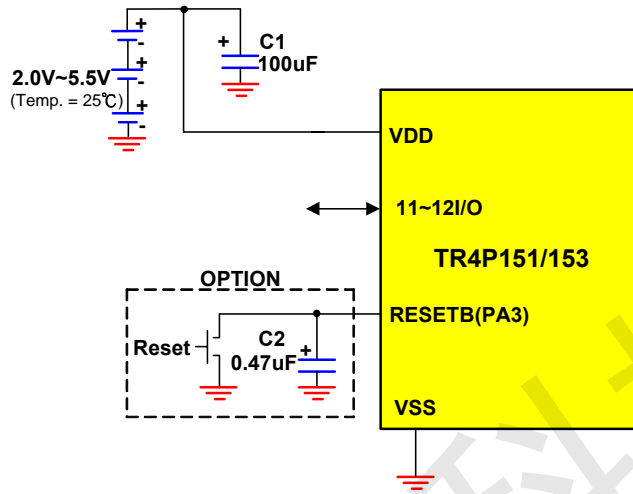 +
-
+
-
+
-
2.0V~5.5V
(Temp. = 25℃)
+
C1
100uF
VDD
11~12I/O
TR4P151/153
OPTION
Reset
C2
+
0.47uF
RESETB(PA3)
VSS